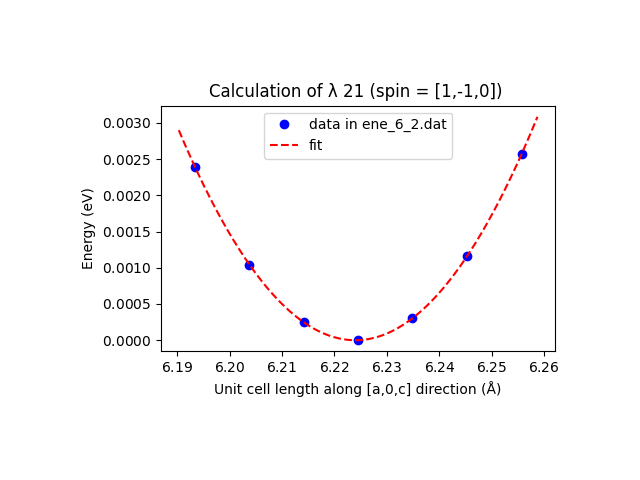 Calculation of λ 21 (spin = [1,-1,0])
data in ene_6_2.dat
fit
Energy (eV)
0.0030
0.0025
0.0020
0.0015
0.0010
0.0005
0.0000
6.19 6.20 6.21 6.22 6.23 6.24 6.25 6.26
Unit cell length along [a,0,c] direction (Å)